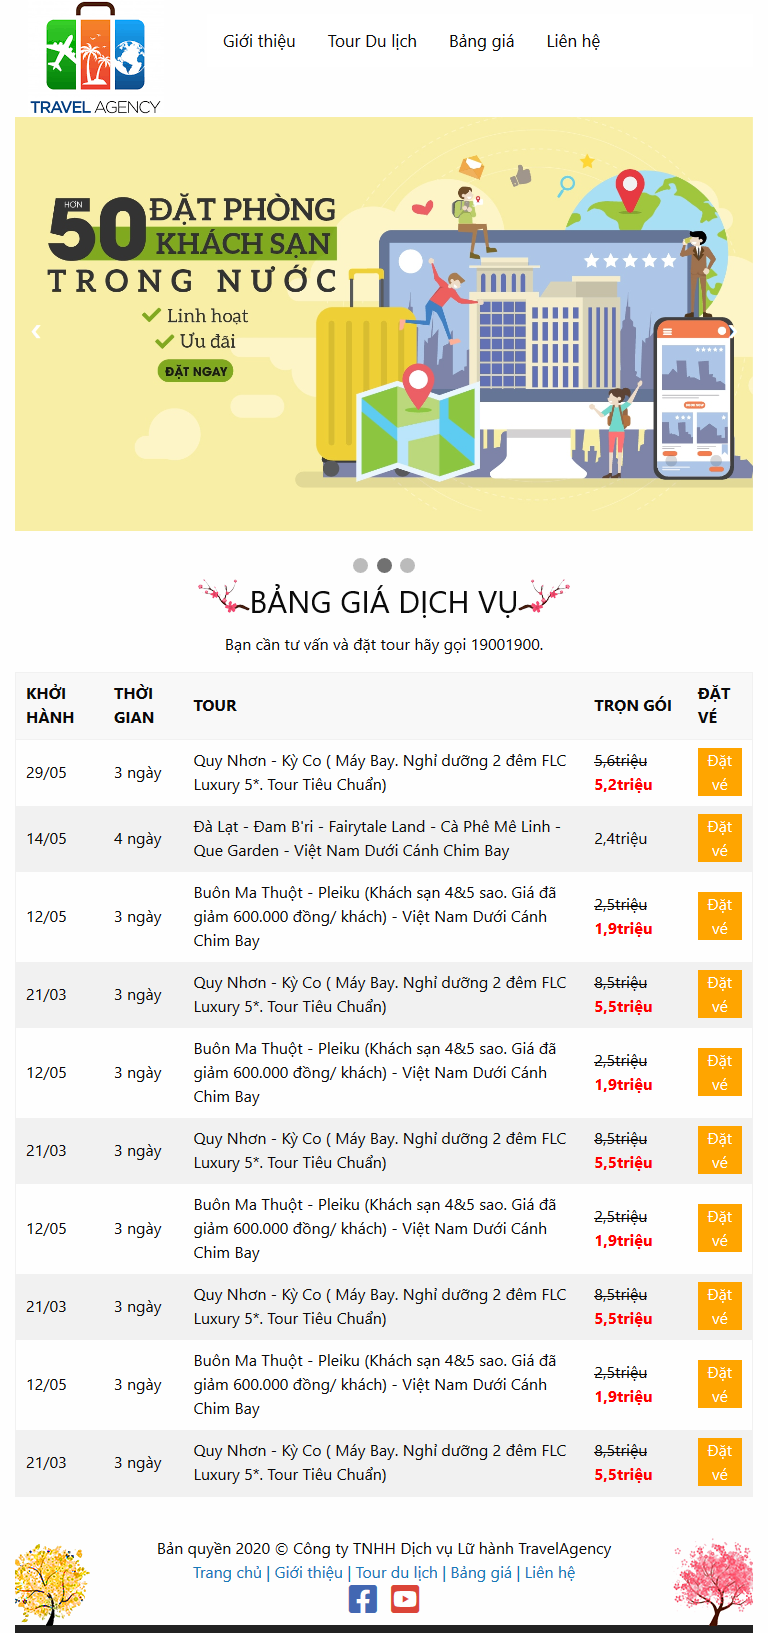 Giới thiệu Tour Du lịch Bảng giá Liên hệ
TRAVEL AGENCY
HƠN
50 ĐẶT PHÒNG
KHÁCH SẠN
TRONG NƯỚC
Linh hoạt
Ưu đãi
ĐẶT NGAY
BẢNG GIÁ DỊCH VỤ
Bạn cần tư vấn và đặt tour hãy gọi 19001900.
KHỞI HÀNH THỜI GIAN TOUR TRỌN GÓI ĐẶT VÉ
29/05 3 ngày Quy Nhơn - Kỳ Co ( Máy Bay. Nghỉ dưỡng 2 đêm FLC 5,6triệu Đặt
Luxury 5*. Tour Tiêu Chuẩn) 5,2triệu vé
14/05 4 ngày Đà Lạt - Đam B'ri - Fairytale Land - Cà Phê Mê Linh - 2,4triệu Đặt
Que Garden - Việt Nam Dưới Cánh Chim Bay vé
12/05 3 ngày Buôn Ma Thuột - Pleiku (Khách sạn 4&5 sao. Giá đã 2,5triệu Đặt
giảm 600.000 đồng/ khách) - Việt Nam Dưới Cánh 1,9triệu vé
Chim Bay
21/03 3 ngày Quy Nhơn - Kỳ Co ( Máy Bay. Nghỉ dưỡng 2 đêm FLC 8,5triệu Đặt
Luxury 5*. Tour Tiêu Chuẩn) 5,5triệu vé
12/05 3 ngày Buôn Ma Thuột - Pleiku (Khách sạn 4&5 sao. Giá đã 2,5triệu Đặt
giảm 600.000 đồng/ khách) - Việt Nam Dưới Cánh 1,9triệu vé
Chim Bay
21/03 3 ngày Quy Nhơn - Kỳ Co ( Máy Bay. Nghỉ dưỡng 2 đêm FLC 8,5triệu Đặt
Luxury 5*. Tour Tiêu Chuẩn) 5,5triệu vé
12/05 3 ngày Buôn Ma Thuột - Pleiku (Khách sạn 4&5 sao. Giá đã 2,5triệu Đặt
giảm 600.000 đồng/ khách) - Việt Nam Dưới Cánh 1,9triệu vé
Chim Bay
21/03 3 ngày Quy Nhơn - Kỳ Co ( Máy Bay. Nghỉ dưỡng 2 đêm FLC 8,5triệu Đặt
Luxury 5*. Tour Tiêu Chuẩn) 5,5triệu vé
12/05 3 ngày Buôn Ma Thuột - Pleiku (Khách sạn 4&5 sao. Giá đã 2,5triệu Đặt
giảm 600.000 đồng/ khách) - Việt Nam Dưới Cánh 1,9triệu vé
Chim Bay
21/03 3 ngày Quy Nhơn - Kỳ Co ( Máy Bay. Nghỉ dưỡng 2 đêm FLC 8,5triệu Đặt
Luxury 5*. Tour Tiêu Chuẩn) 5,5triệu vé
Bản quyền 2020 © Công ty TNHH Dịch vụ Lữ hành TravelAgency
Trang chủ | Giới thiệu | Tour du lịch | Bảng giá | Liên hệ